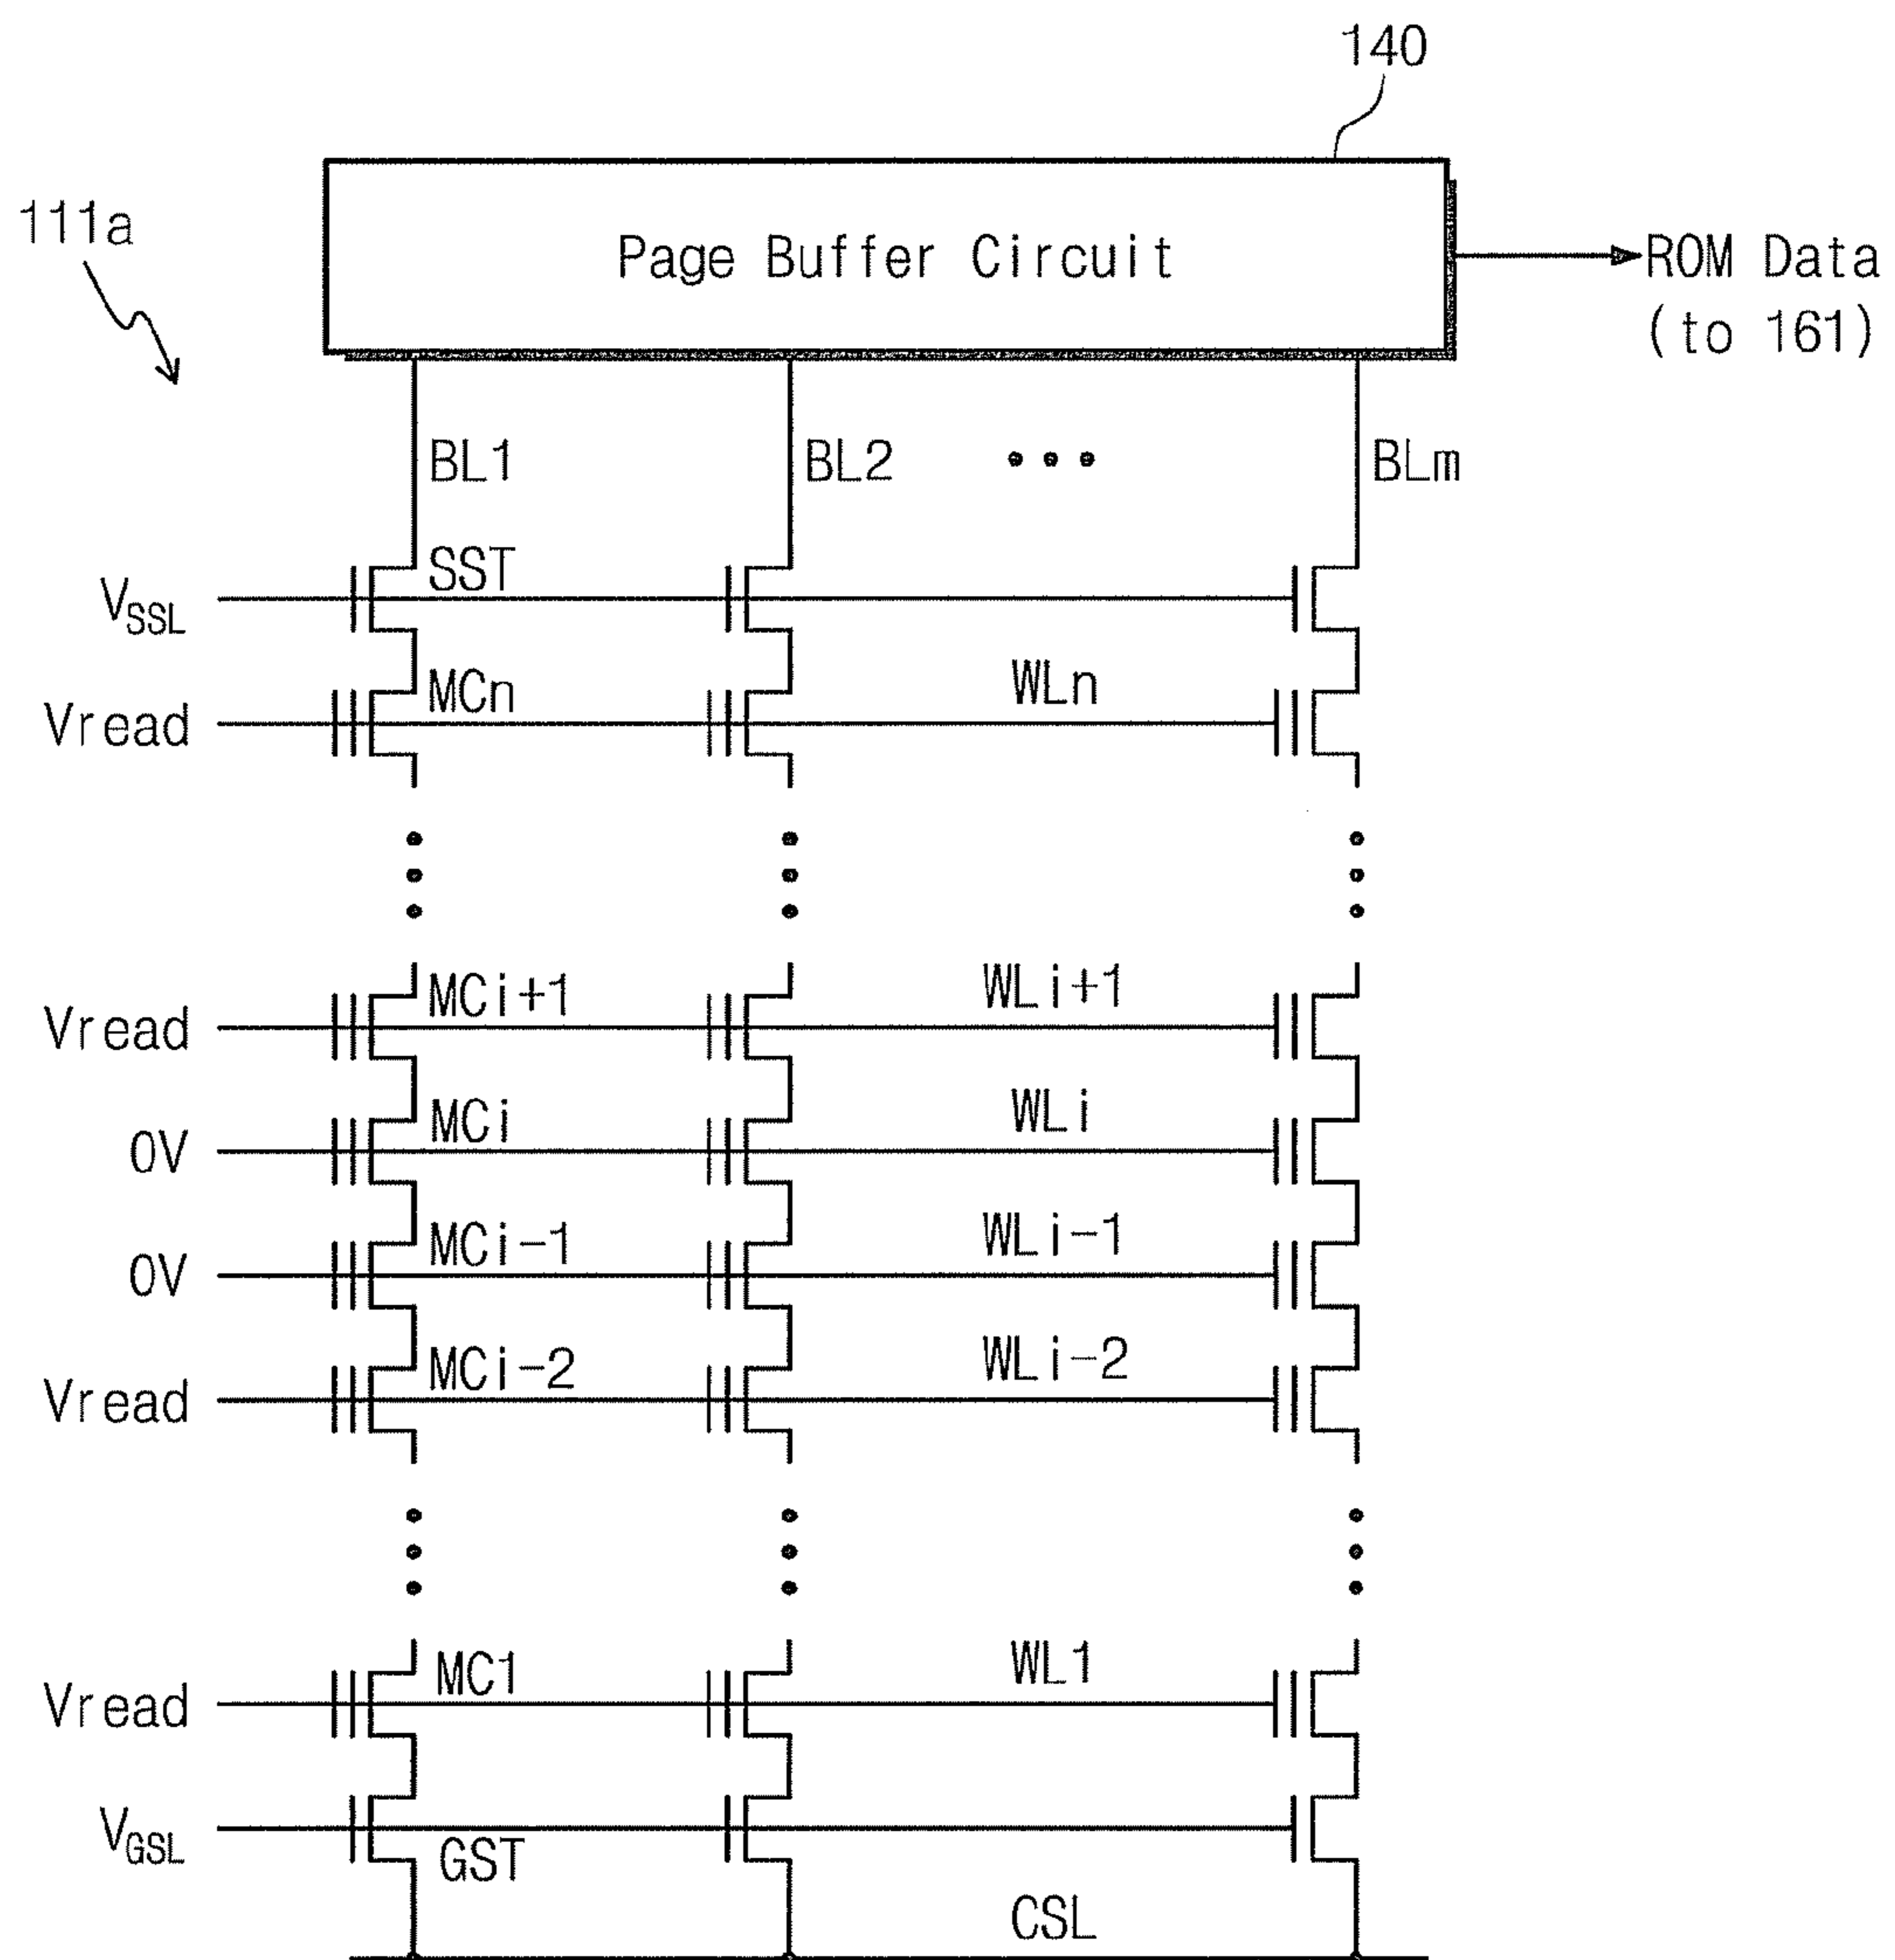 140
111a
Page Buffer Circuit
ROM Data
(to 161)
BL1 BL2 ••• BLm
VSSL SST
Vread MCn WLn
Vread MCi+1 WLi+1
0V MCi WLi
0V MCi-1 WLi-1
Vread MCi-2 WLi-2
Vread MC1 WL1
VGSL GST
CSL